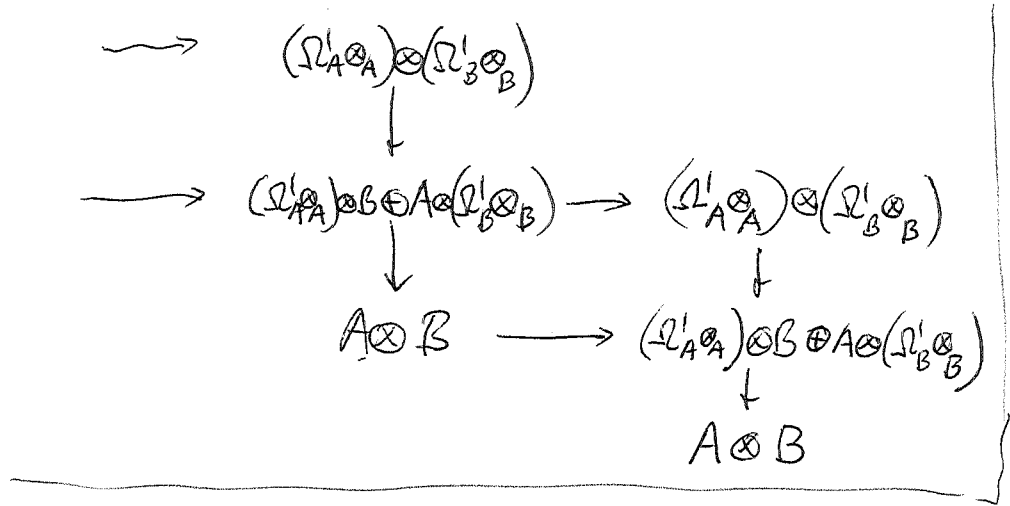 ⟶ (Ω¹_A ⊗_A) ⊗ (Ω¹_B ⊗_B)
↓
⟶ (Ω¹_A ⊗_A) ⊗ B ⊕ A ⊗ (Ω¹_B ⊗_B) ⟶ (Ω¹_A ⊗_A) ⊗ (Ω¹_B ⊗_B)
↓ ↓
A ⊗ B ⟶ (Ω¹_A ⊗_A) ⊗ B ⊕ A ⊗ (Ω¹_B ⊗_B)
↓
A ⊗ B